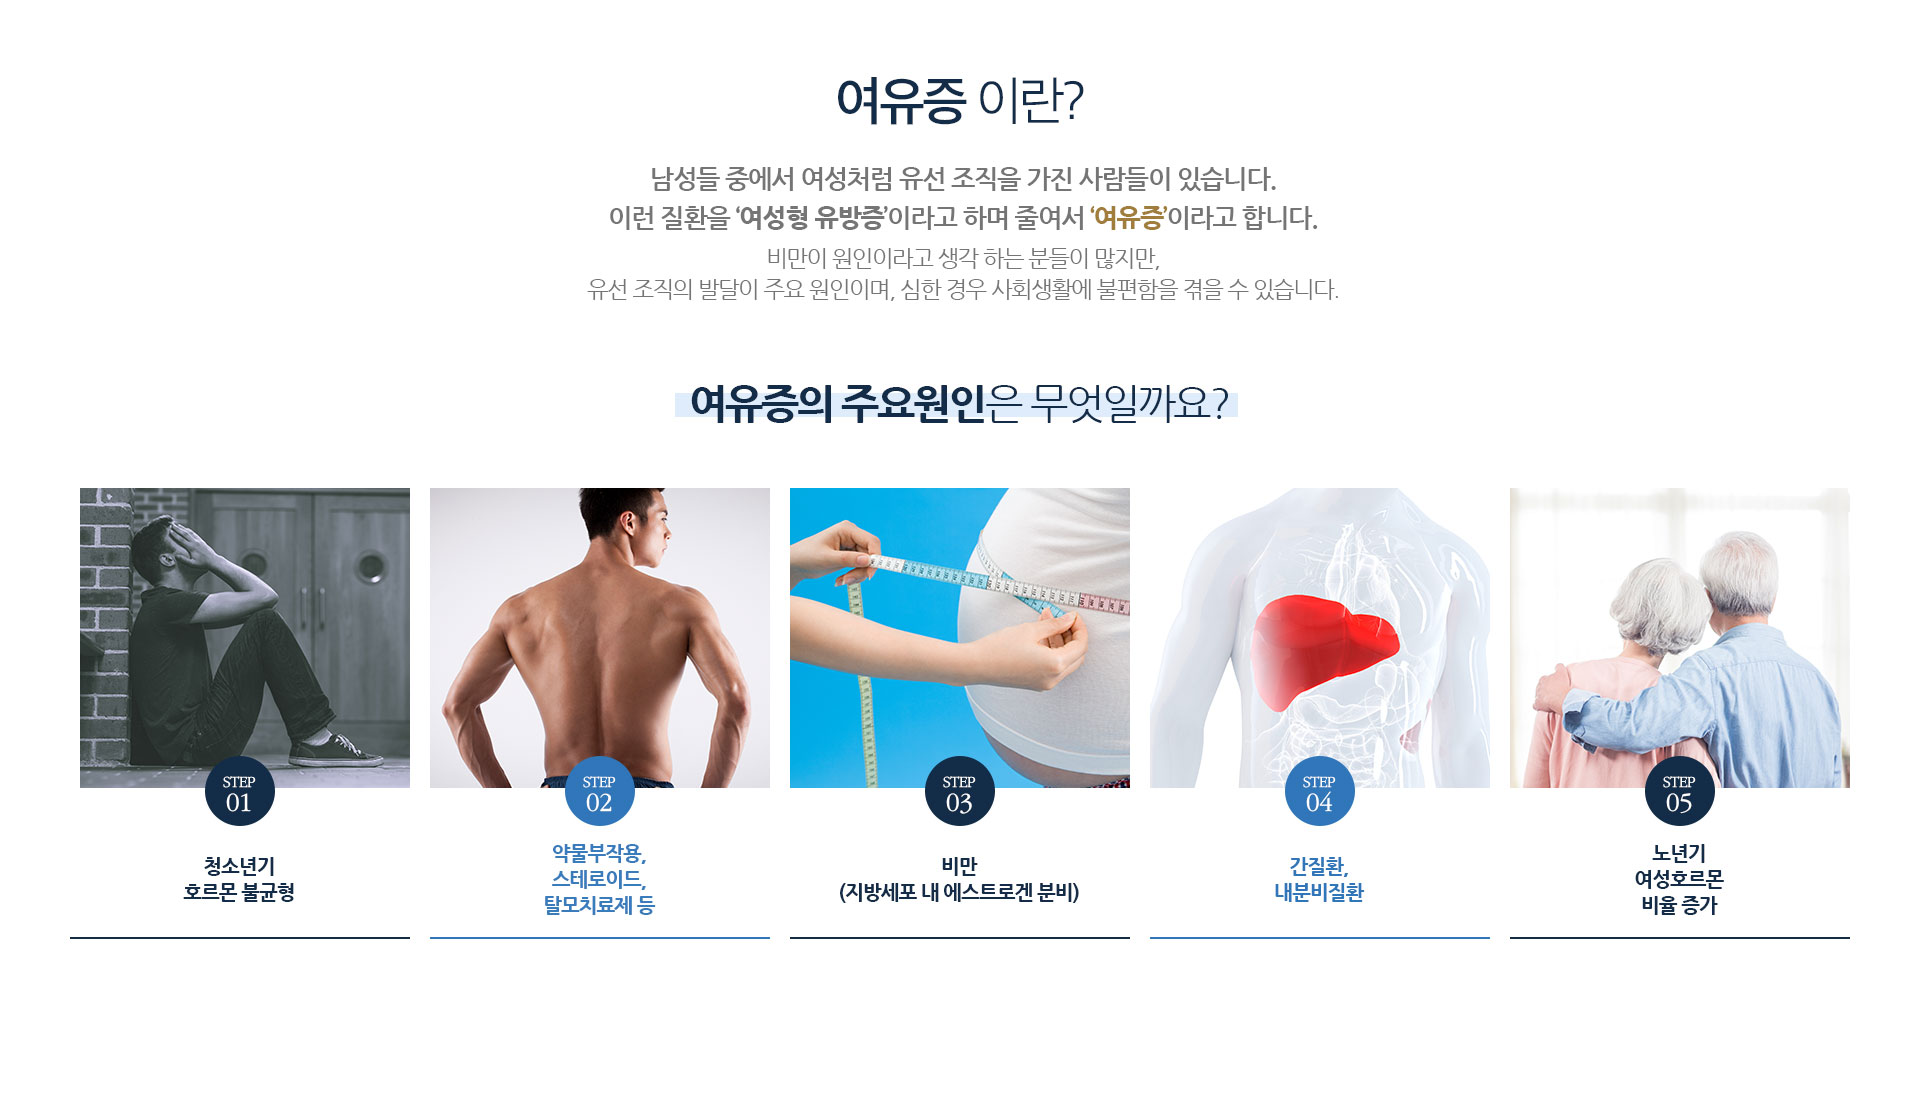 여유증 이란?
남성들 중에서 여성처럼 유선 조직을 가진 사람들이 있습니다.
이런 질환을 ‘여성형 유방증’이라고 하며 줄여서 ‘여유증’이라고 합니다.
비만이 원인이라고 생각 하는 분들이 많지만,
유선 조직의 발달이 주요 원인이며, 심한 경우 사회생활에 불편함을 겪을 수 있습니다.
여유증의 주요원인은 무엇일까요?
STEP
01
청소년기
호르몬 불균형
STEP
02
약물부작용,
스테로이드,
탈모치료제 등
STEP
03
비만
(지방세포 내 에스트로겐 분비)
STEP
04
간질환,
내분비질환
STEP
05
노년기
여성호르몬
비율 증가